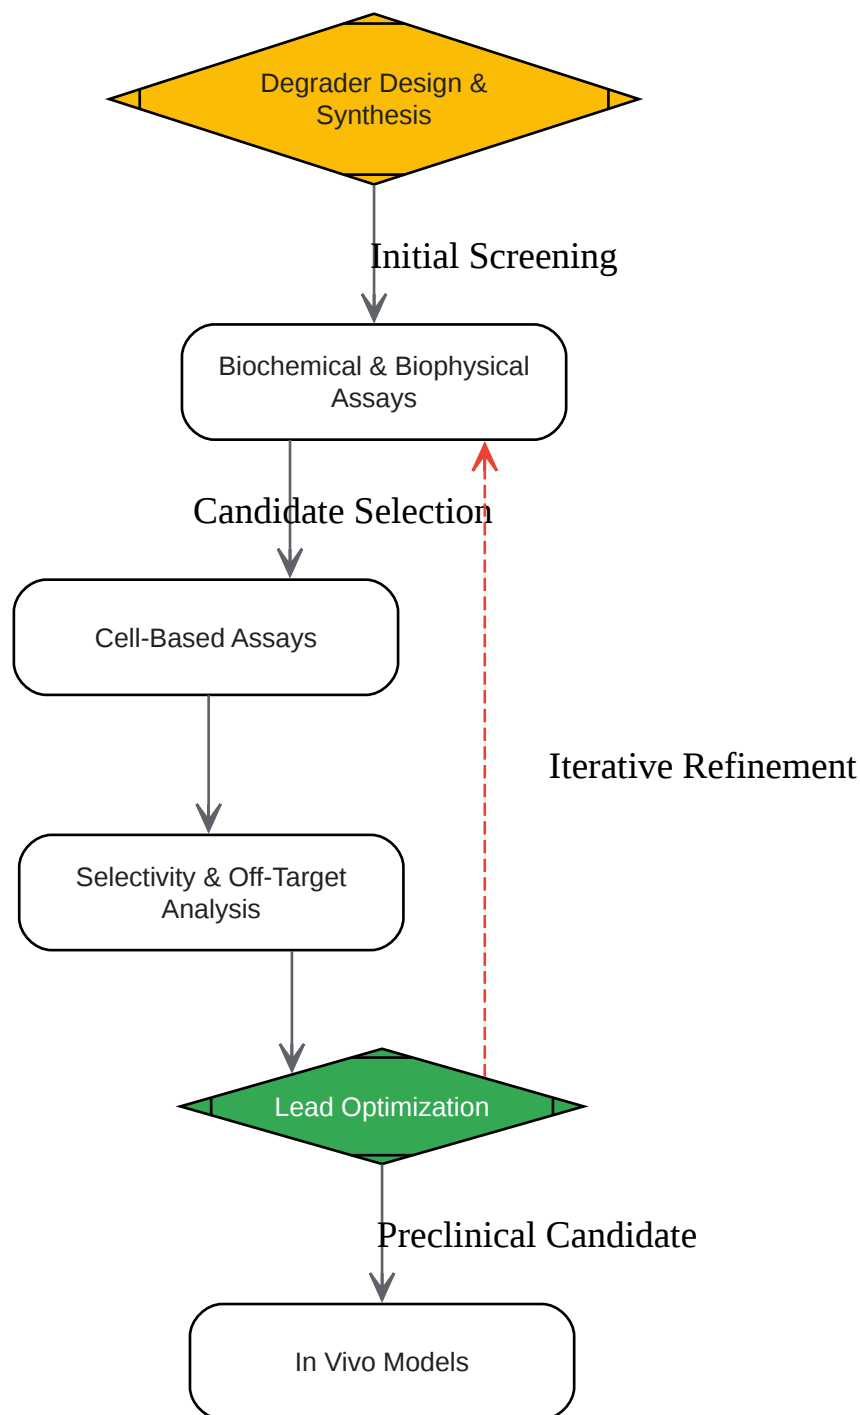 Degrader Design &
Synthesis
Initial Screening
Biochemical & Biophysical
Assays
Candidate Selection
Cell-Based Assays
Iterative Refinement
Selectivity & Off-Target
Analysis
Lead Optimization
Preclinical Candidate
In Vivo Models